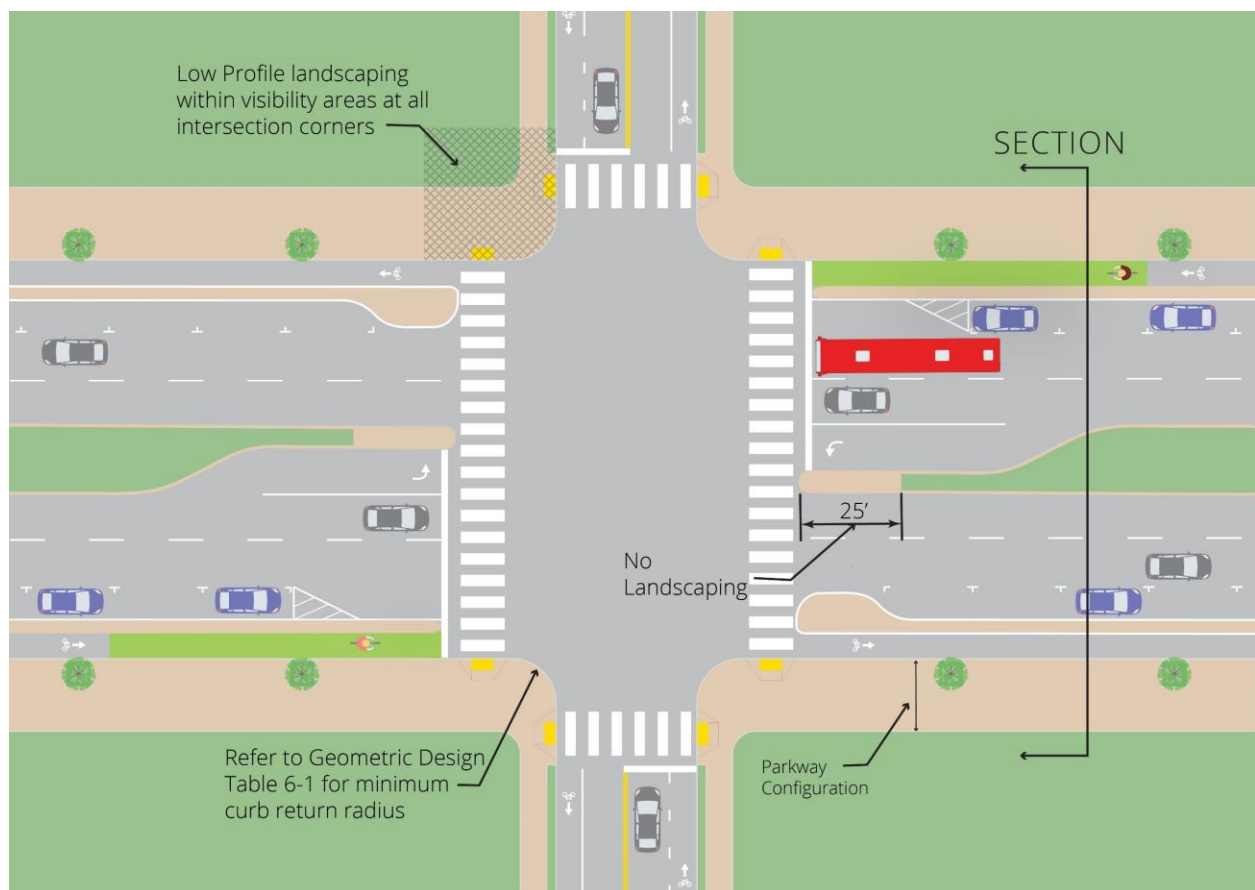 Low Profile landscaping
within visibility areas at all
intersection corners
SECTION
25’
No
Landscaping
Refer to Geometric Design
Table 6-1 for minimum
curb return radius
Parkway
Configuration